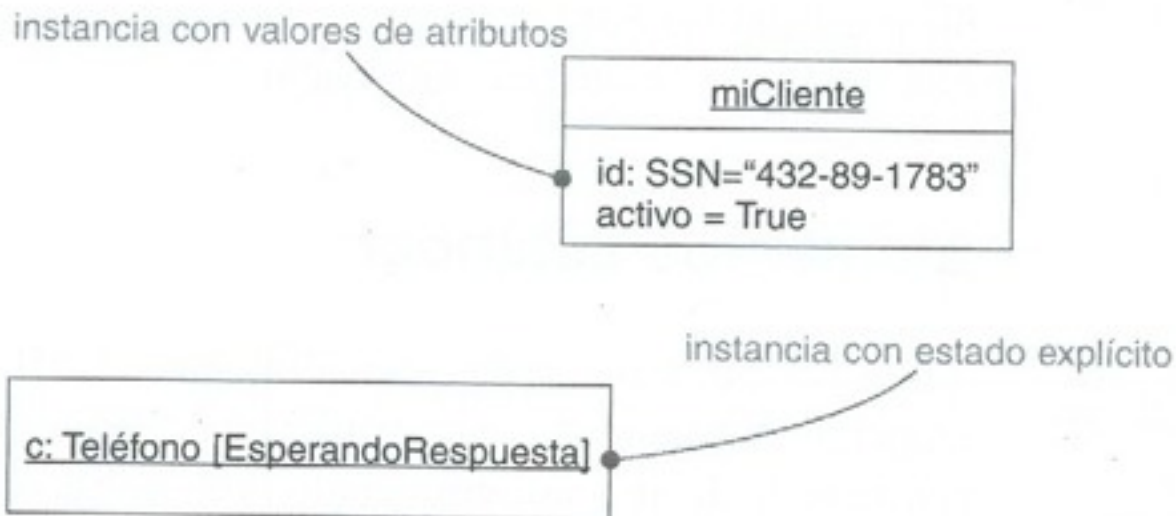 instancia con valores de atributos
miCliente
id: SSN=“432-89-1783”
activo = True
instancia con estado explícito
c: Teléfono [EsperandoRespuesta]